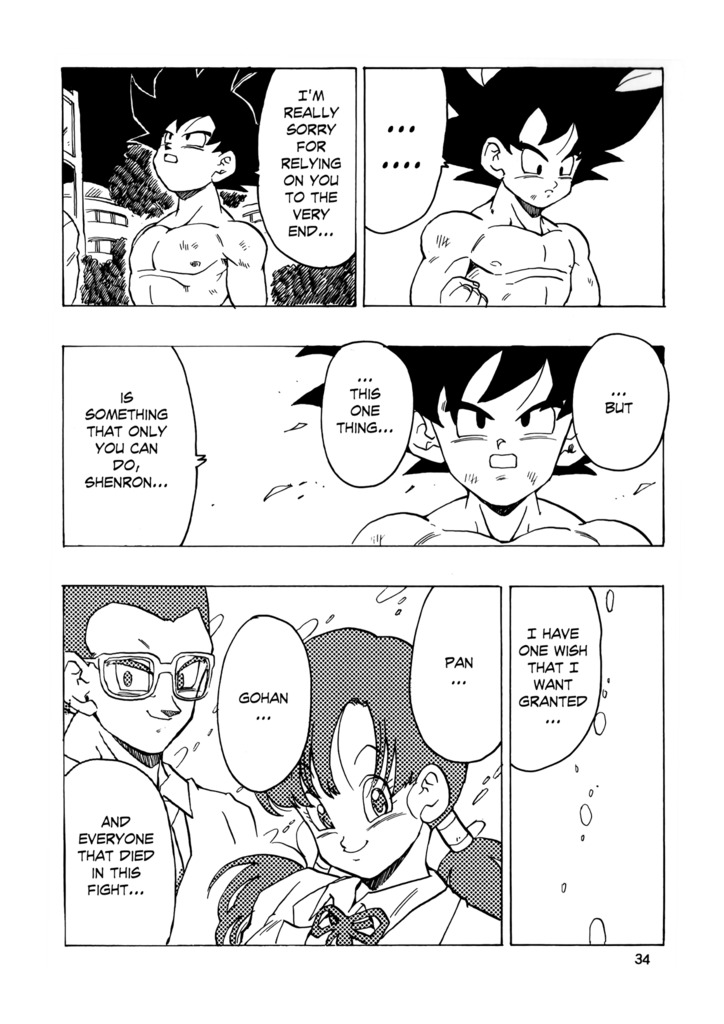 ...
....
I'M
REALLY
SORRY
FOR
RELYING
ON YOU
TO THE
VERY
END...
...
BUT
...
THIS
ONE
THING...
IS
SOMETHING
THAT ONLY
YOU CAN
DO,
SHENRON...
I HAVE
ONE WISH
THAT I
WANT
GRANTED
...
PAN
...
GOHAN
...
AND
EVERYONE
THAT DIED
IN THIS
FIGHT...
34